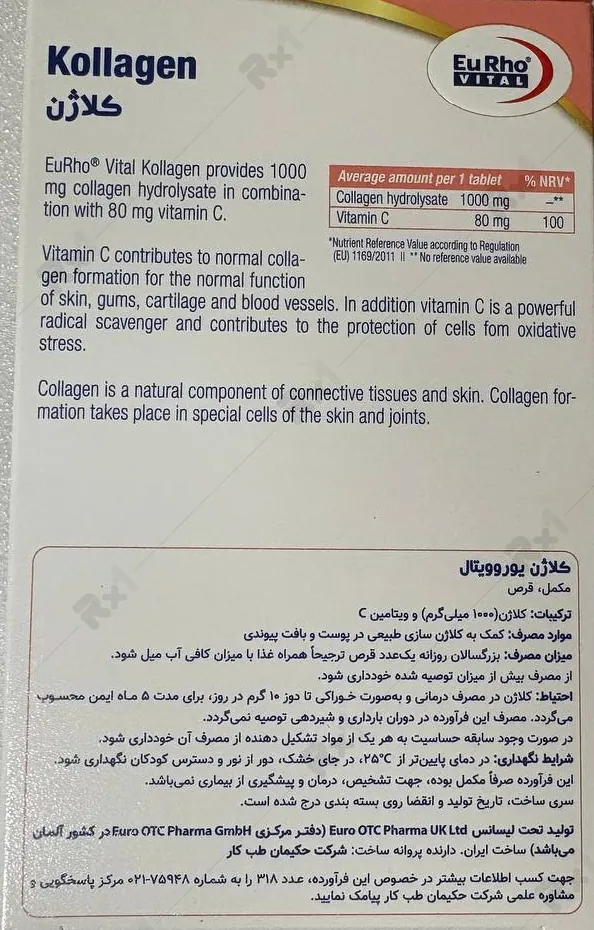 Kollagen
کلاژن
EuRho®
VITAL
EuRho® Vital Kollagen provides 1000
mg collagen hydrolysate in combina-
tion with 80 mg vitamin C.
Average amount per 1 tablet % NRV*
Collagen hydrolysate 1000 mg –**
Vitamin C 80 mg 100
*Nutrient Reference Value according to Regulation
(EU) 1169/2011 II ** No reference value available
Vitamin C contributes to normal colla-
gen formation for the normal function
of skin, gums, cartilage and blood vessels. In addition vitamin C is a powerful
radical scavenger and contributes to the protection of cells fom oxidative
stress.
Collagen is a natural component of connective tissues and skin. Collagen for-
mation takes place in special cells of the skin and joints.
کلاژن یوروویتال
مکمل، قرص
ترکیبات: کلاژن(۱۰۰۰ میلی‌گرم) و ویتامین C
موارد مصرف: کمک به کلاژن سازی طبیعی در پوست و بافت پیوندی
میزان مصرف: بزرگسالان روزانه یک‌عدد قرص ترجیحاً همراه غذا با میزان کافی آب میل شود.
از مصرف بیش از میزان توصیه شده خودداری شود.
احتیاط: کلاژن در مصرف درمانی و به‌صورت خوراکی تا دوز ۱۰ گرم در روز، برای مدت ۵ ماه ایمن محسوب
می‌گردد. مصرف این فرآورده در دوران بارداری و شیردهی توصیه نمی‌گردد.
در صورت وجود سابقه حساسیت به هر یک از مواد تشکیل دهنده از مصرف آن خودداری شود.
شرایط نگهداری: در دمای پایین‌تر از ۲۵°C، در جای خشک، دور از نور و دسترس کودکان نگهداری شود.
این فرآورده صرفاً مکمل بوده، جهت تشخیص، درمان و پیشگیری از بیماری نمی‌باشد.
سری ساخت، تاریخ تولید و انقضا روی بسته بندی درج شده است.
تولید تحت لیسانس Euro OTC Pharma UK Ltd (دفتر مرکزی Euro OTC Pharma GmbH در کشور آلمان
می‌باشد) ساخت ایران. دارنده پروانه ساخت: شرکت حکیمان طب کار
جهت کسب اطلاعات بیشتر در خصوص این فرآورده، عدد ۳۱۸ را به شماره ۷۵۹۴۸-۰۲۱ مرکز پاسخگویی و
مشاوره علمی شرکت حکیمان طب کار پیامک نمایید.
Rx1
Rx1
Rx1